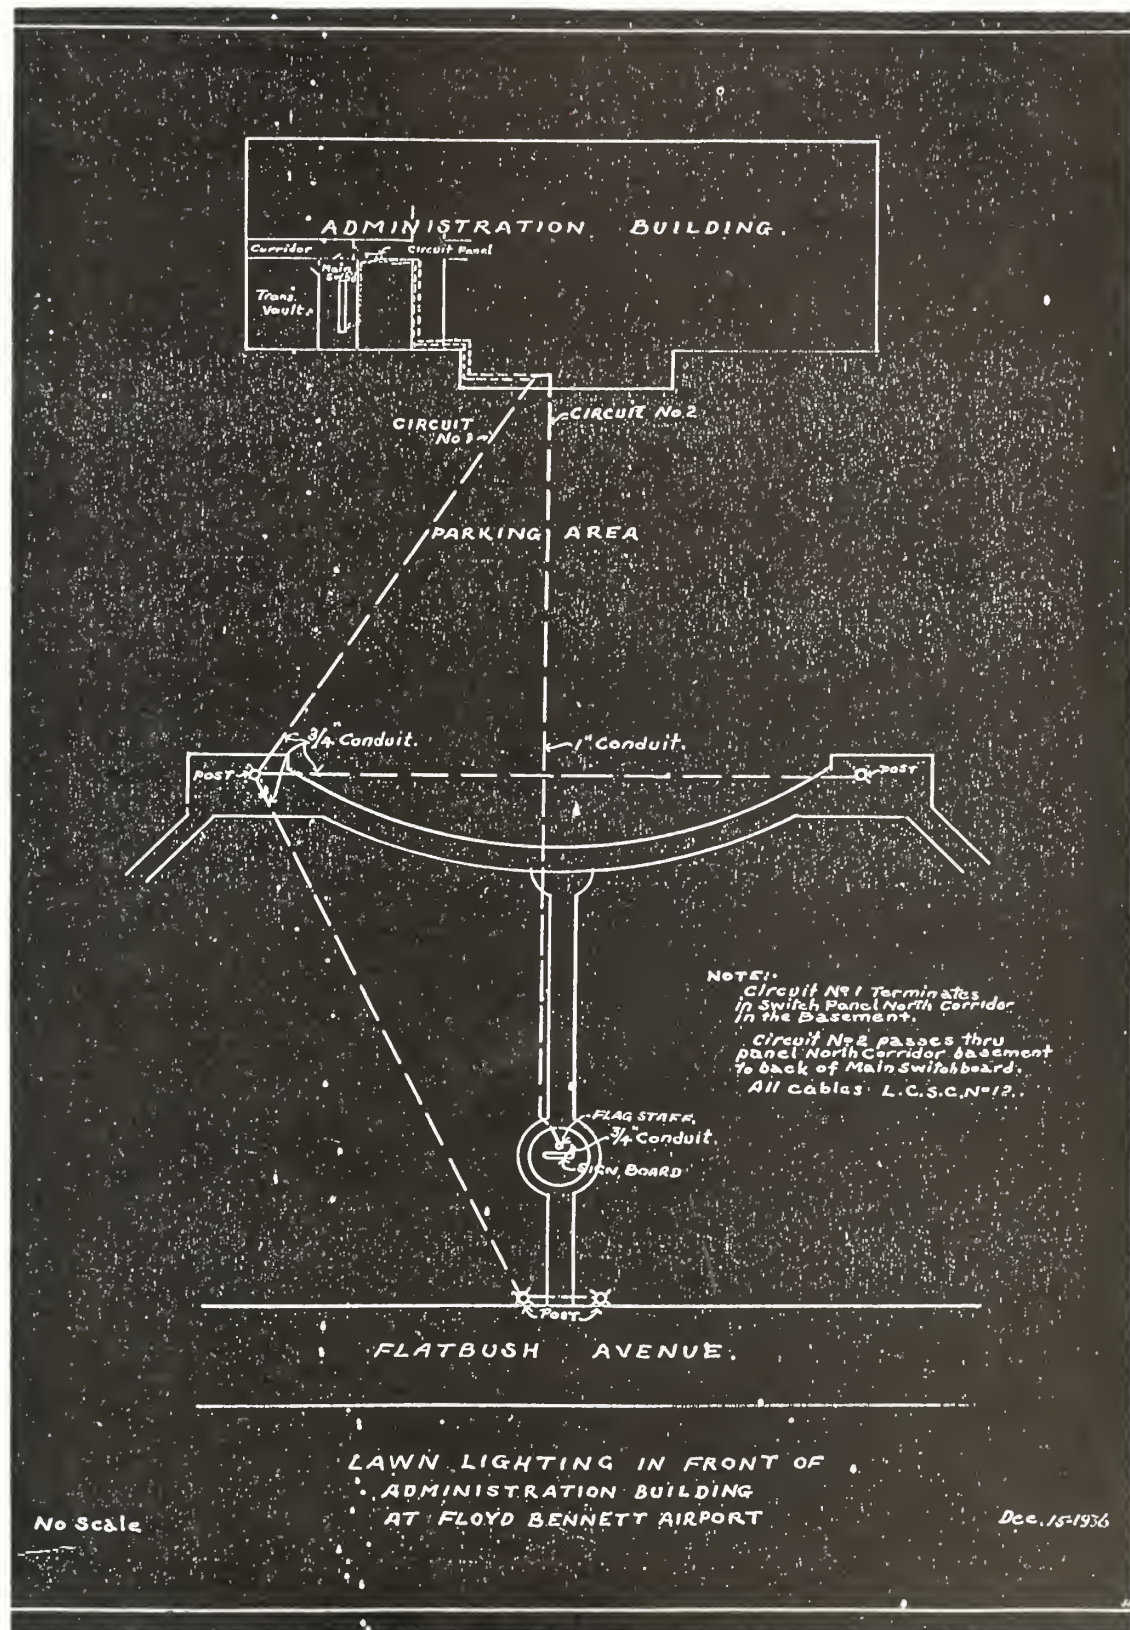 ADMINISTRATION BUILDING.
Corridor
Circuit Panel
Main
Trans.
Vault
CIRCUIT No 2
CIRCUIT
No 1
PARKING AREA
3/4" Conduit.
1" Conduit.
POST
POST
NOTE:-
Circuit No 1 Terminates
in Switch Panel North Corridor
in the Basement.
Circuit No 2 passes thru
panel North Corridor basement
to back of Main Switchboard.
All Cables L.C.S.C. No 12.
FLAG STAFF.
3/4" Conduit.
SIGN BOARD
POST
FLATBUSH AVENUE.
LAWN LIGHTING IN FRONT OF
ADMINISTRATION BUILDING
AT FLOYD BENNETT AIRPORT
No Scale
Dec. 15-1936